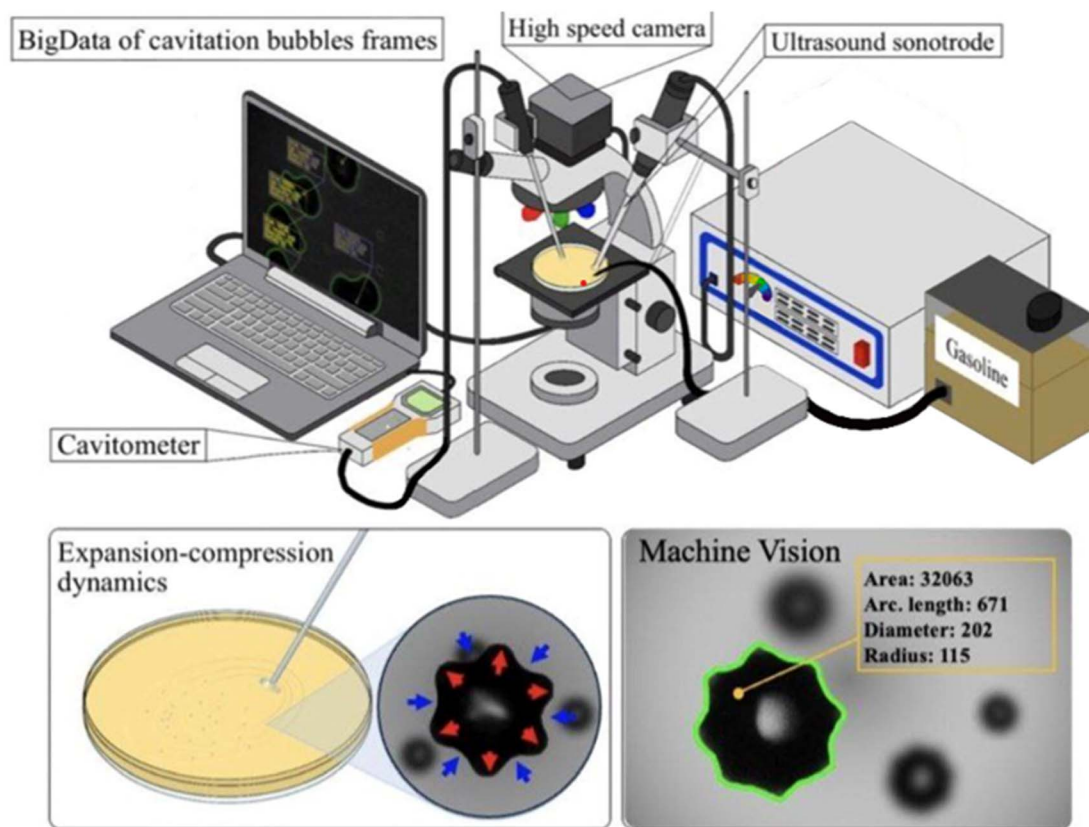 BigData of cavitation bubbles frames
High speed camera
Ultrasound sonotrode
Gasoline
Cavitometer
Expansion-compression
dynamics
Machine Vision
Area: 32063
Arc. length: 671
Diameter: 202
Radius: 115